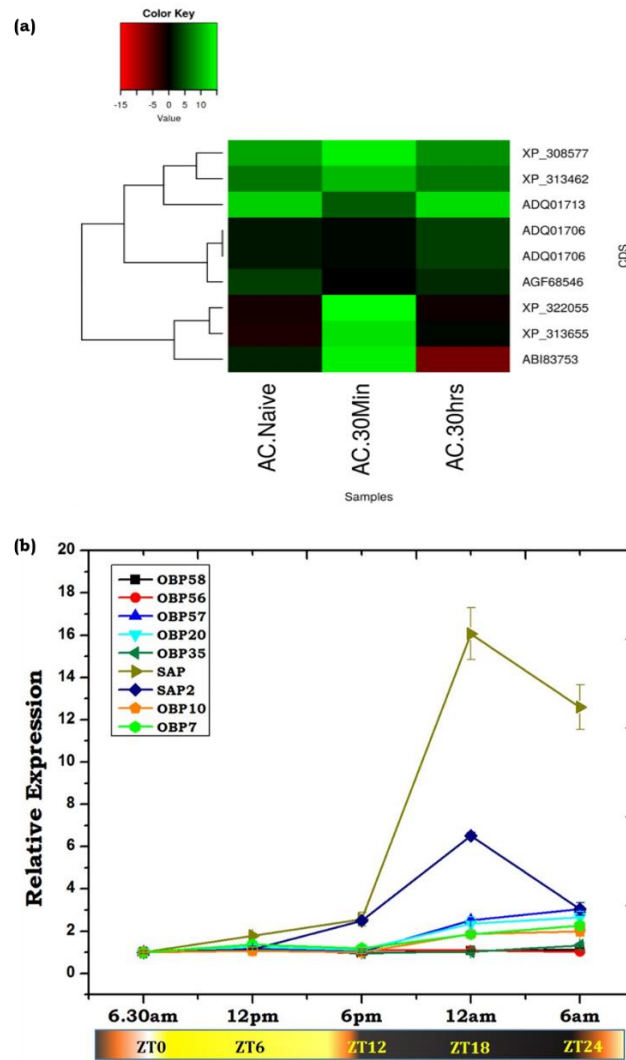 (a)
Color Key
-15 -5 0 5 10
Value
XP_308577
XP_313462
ADQ01713
ADQ01706
ADQ01706
AGF68546
XP_322055
XP_313655
ABI83753
CDS
AC.Naive
AC.30Min
AC.30hrs
Samples
(b)
20
18
16
14
12
10
8
6
4
2
0
Relative Expression
OBP58
OBP56
OBP57
OBP20
OBP35
SAP
SAP2
OBP10
OBP7
6.30am 12pm 6pm 12am 6am
ZT0 ZT6 ZT12 ZT18 ZT24